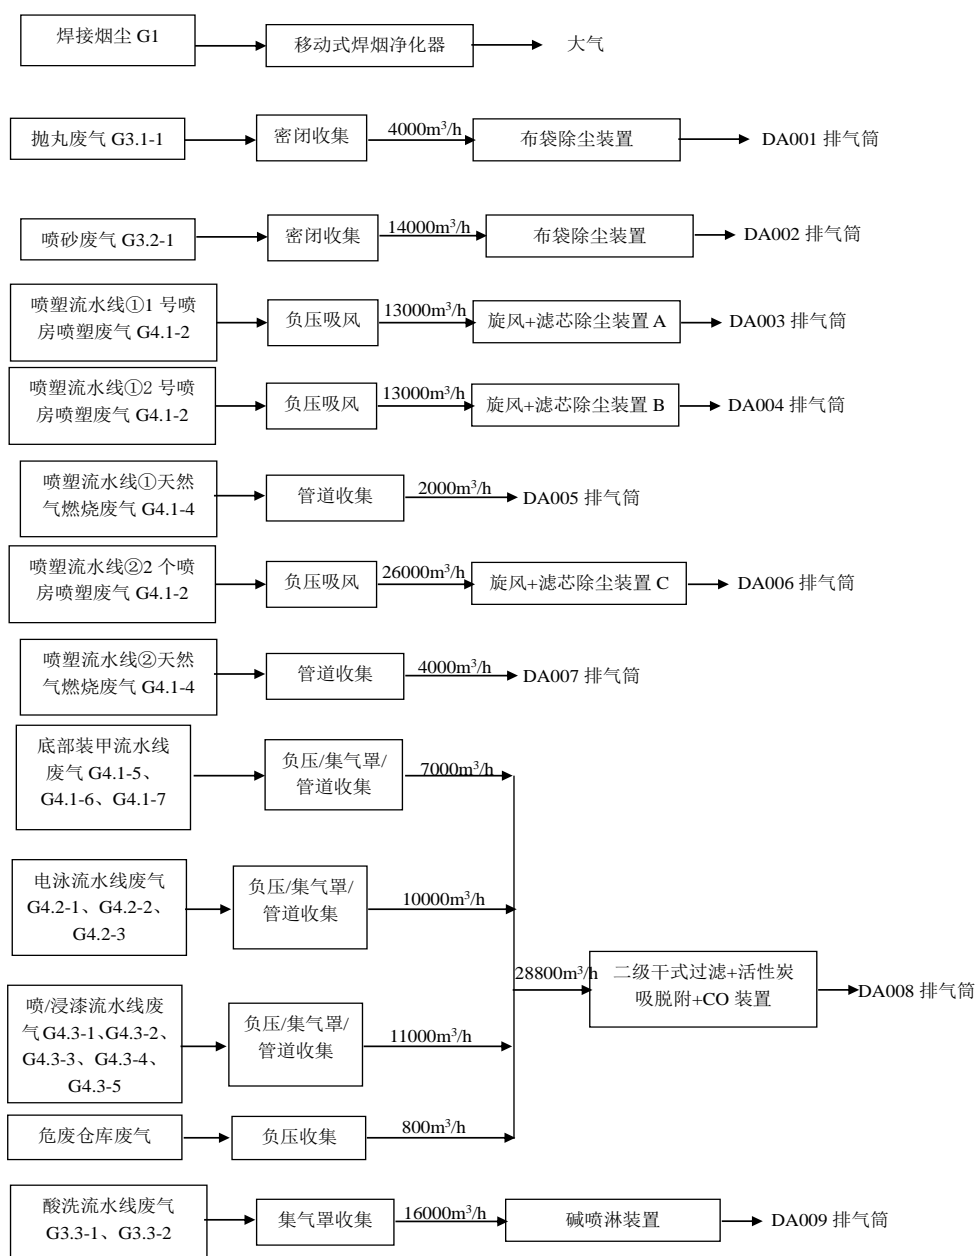 焊接烟尘 G1
移动式焊烟净化器
大气
抛丸废气 G3.1-1
密闭收集
4000m³/h
布袋除尘装置
DA001 排气筒
喷砂废气 G3.2-1
密闭收集
14000m³/h
布袋除尘装置
DA002 排气筒
喷塑流水线①1 号喷
房喷塑废气 G4.1-2
负压吸风
13000m³/h
旋风+滤芯除尘装置 A
DA003 排气筒
喷塑流水线①2 号喷
房喷塑废气 G4.1-2
负压吸风
13000m³/h
旋风+滤芯除尘装置 B
DA004 排气筒
喷塑流水线①天然
气燃烧废气 G4.1-4
管道收集
2000m³/h
DA005 排气筒
喷塑流水线②2 个喷
房喷塑废气 G4.1-2
负压吸风
26000m³/h
旋风+滤芯除尘装置 C
DA006 排气筒
喷塑流水线②天然
气燃烧废气 G4.1-4
管道收集
4000m³/h
DA007 排气筒
底部装甲流水线
废气 G4.1-5、
G4.1-6、G4.1-7
负压/集气罩/
管道收集
7000m³/h
电泳流水线废气
G4.2-1、G4.2-2、
G4.2-3
负压/集气罩/
管道收集
10000m³/h
喷/浸漆流水线废
气G4.3-1、G4.3-2、
G4.3-3、G4.3-4、
G4.3-5
负压/集气罩/
管道收集
11000m³/h
危废仓库废气
负压收集
800m³/h
28800m³/h
二级干式过滤+活性炭
吸脱附+CO 装置
DA008 排气筒
酸洗流水线废气
G3.3-1、G3.3-2
集气罩收集
16000m³/h
碱喷淋装置
DA009 排气筒